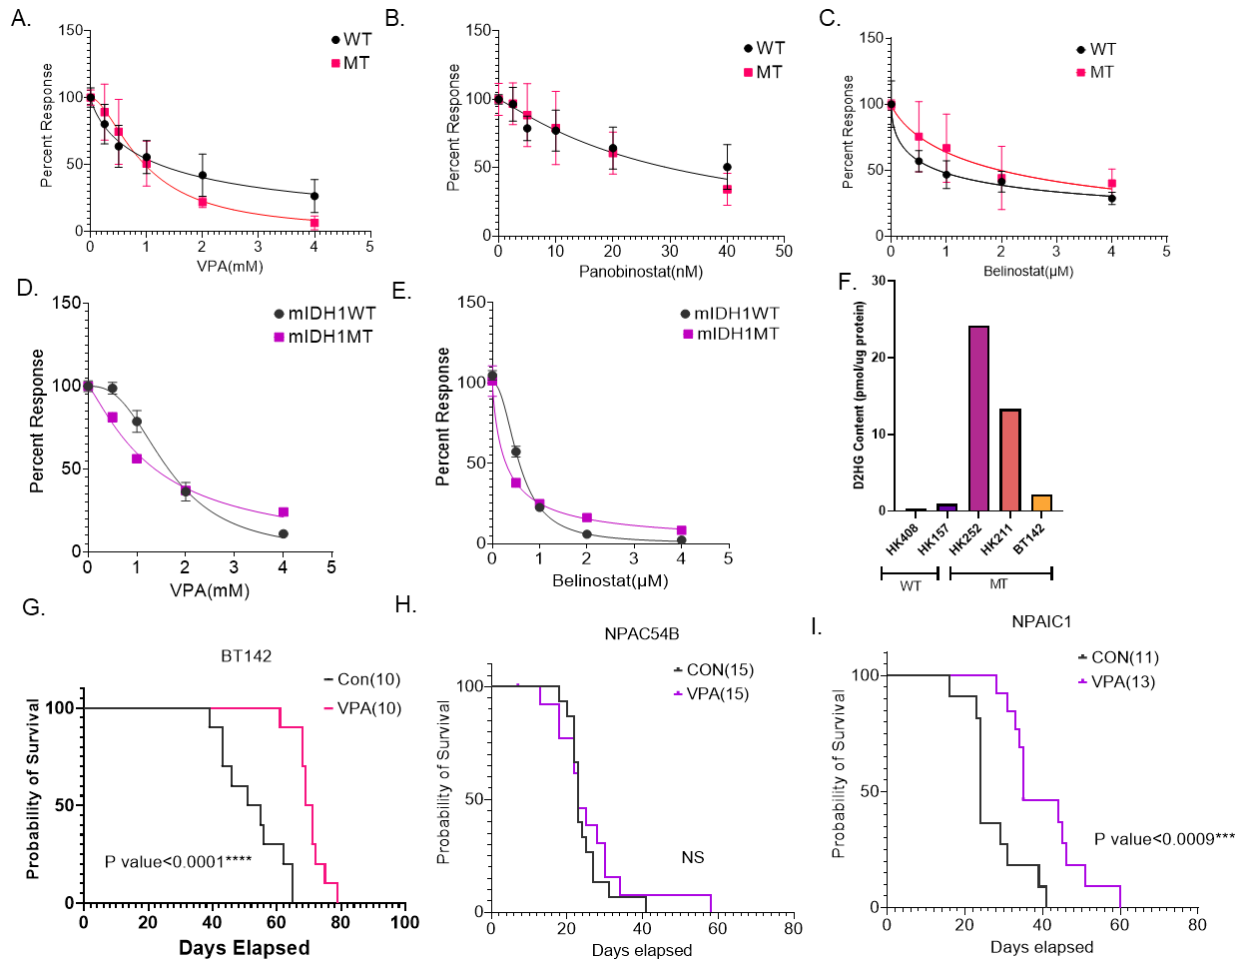 A.
150
100
50
0
Percent Response
WT
MT
0 1 2 3 4 5
VPA(mM)
B.
150
100
50
0
Percent Response
WT
MT
0 10 20 30 40 50
Panobinostat(nM)
C.
150
100
50
0
Percent Response
WT
MT
0 1 2 3 4 5
Belinostat(µM)
D.
150
100
50
0
Percent Response
mIDH1WT
mIDH1MT
0 1 2 3 4 5
VPA(mM)
E.
150
100
50
0
Percent Response
mIDH1WT
mIDH1MT
0 1 2 3 4 5
Belinostat(µM)
F.
30
20
10
0
D2HG Content (pmol/ug protein)
HK408
HK157
HK252
HK211
BT142
WT
MT
G.
BT142
Con(10)
VPA(10)
100
50
0
Probability of Survival
P value<0.0001****
0 20 40 60 80 100
Days Elapsed
H.
NPAC54B
CON(15)
VPA(15)
100
50
0
Probability of Survival
NS
0 20 40 60 80
Days elapsed
I.
NPAIC1
CON(11)
VPA(13)
100
50
0
Probability of Survival
P value<0.0009***
0 20 40 60 80
Days elapsed